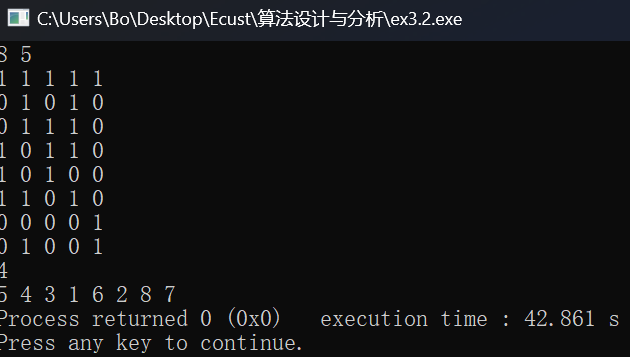 C:\Users\Bo\Desktop\Ecust\算法设计与分析\ex3.2.exe
8 5
1 1 1 1 1
0 1 0 1 0
0 1 1 1 0
1 0 1 1 0
1 0 1 0 0
1 1 0 1 0
0 0 0 0 1
0 1 0 0 1
4
5 4 3 1 6 2 8 7
Process returned 0 (0x0)   execution time : 42.861 s
Press any key to continue.